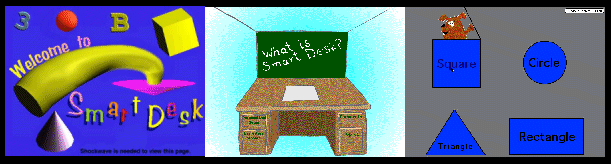 3 B
Welcome to
Smart Desk
Shockwave is needed to view this page.
What is
Smart Desk?
Square
Circle
Triangle
Rectangle